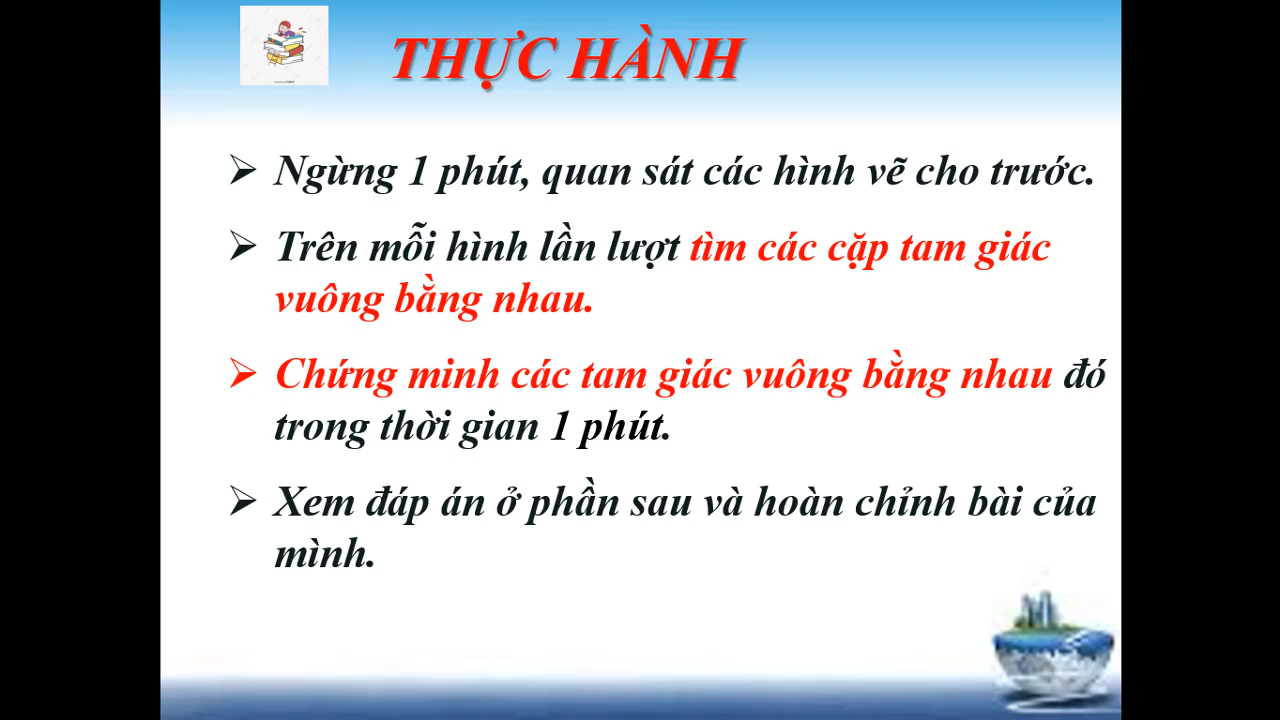 THỰC HÀNH
Ngừng 1 phút, quan sát các hình vẽ cho trước.
Trên mỗi hình lần lượt tìm các cặp tam giác
vuông bằng nhau.
Chứng minh các tam giác vuông bằng nhau đó
trong thời gian 1 phút.
Xem đáp án ở phần sau và hoàn chỉnh bài của
mình.